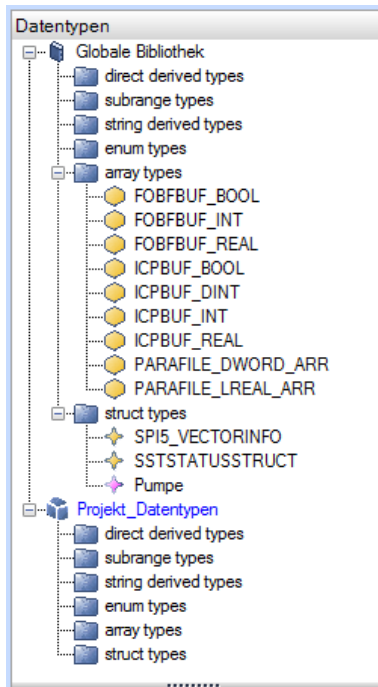 Datentypen
Globale Bibliothek
direct derived types
subrange types
string derived types
enum types
array types
FOBFBUF_BOOL
FOBFBUF_INT
FOBFBUF_REAL
ICPBUF_BOOL
ICPBUF_DINT
ICPBUF_INT
ICPBUF_REAL
PARAFILE_DWORD_ARR
PARAFILE_LREAL_ARR
struct types
SPI5_VECTORINFO
SSTSTATUSSTRUCT
Pumpe
Projekt_Datentypen
direct derived types
subrange types
string derived types
enum types
array types
struct types